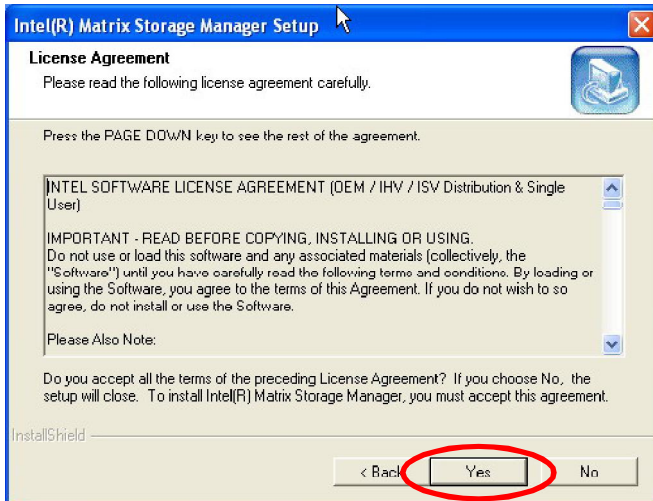 Intel(R) Matrix Storage Manager Setup
License Agreement
Please read the following license agreement carefully.
Press the PAGE DOWN key to see the rest of the agreement.
INTEL SOFTWARE LICENSE AGREEMENT (OEM / IHV / ISV Distribution & Single
User)
IMPORTANT - READ BEFORE COPYING, INSTALLING OR USING.
Do not use or load this software and any associated materials (collectively, the
"Software") until you have carefully read the following terms and conditions. By loading or
using the Software, you agree to the terms of this Agreement. If you do not wish to so
agree, do not install or use the Software.
Please Also Note:
Do you accept all the terms of the preceding License Agreement? If you choose No, the
setup will close. To install Intel(R) Matrix Storage Manager, you must accept this agreement.
InstallShield
< Back Yes No